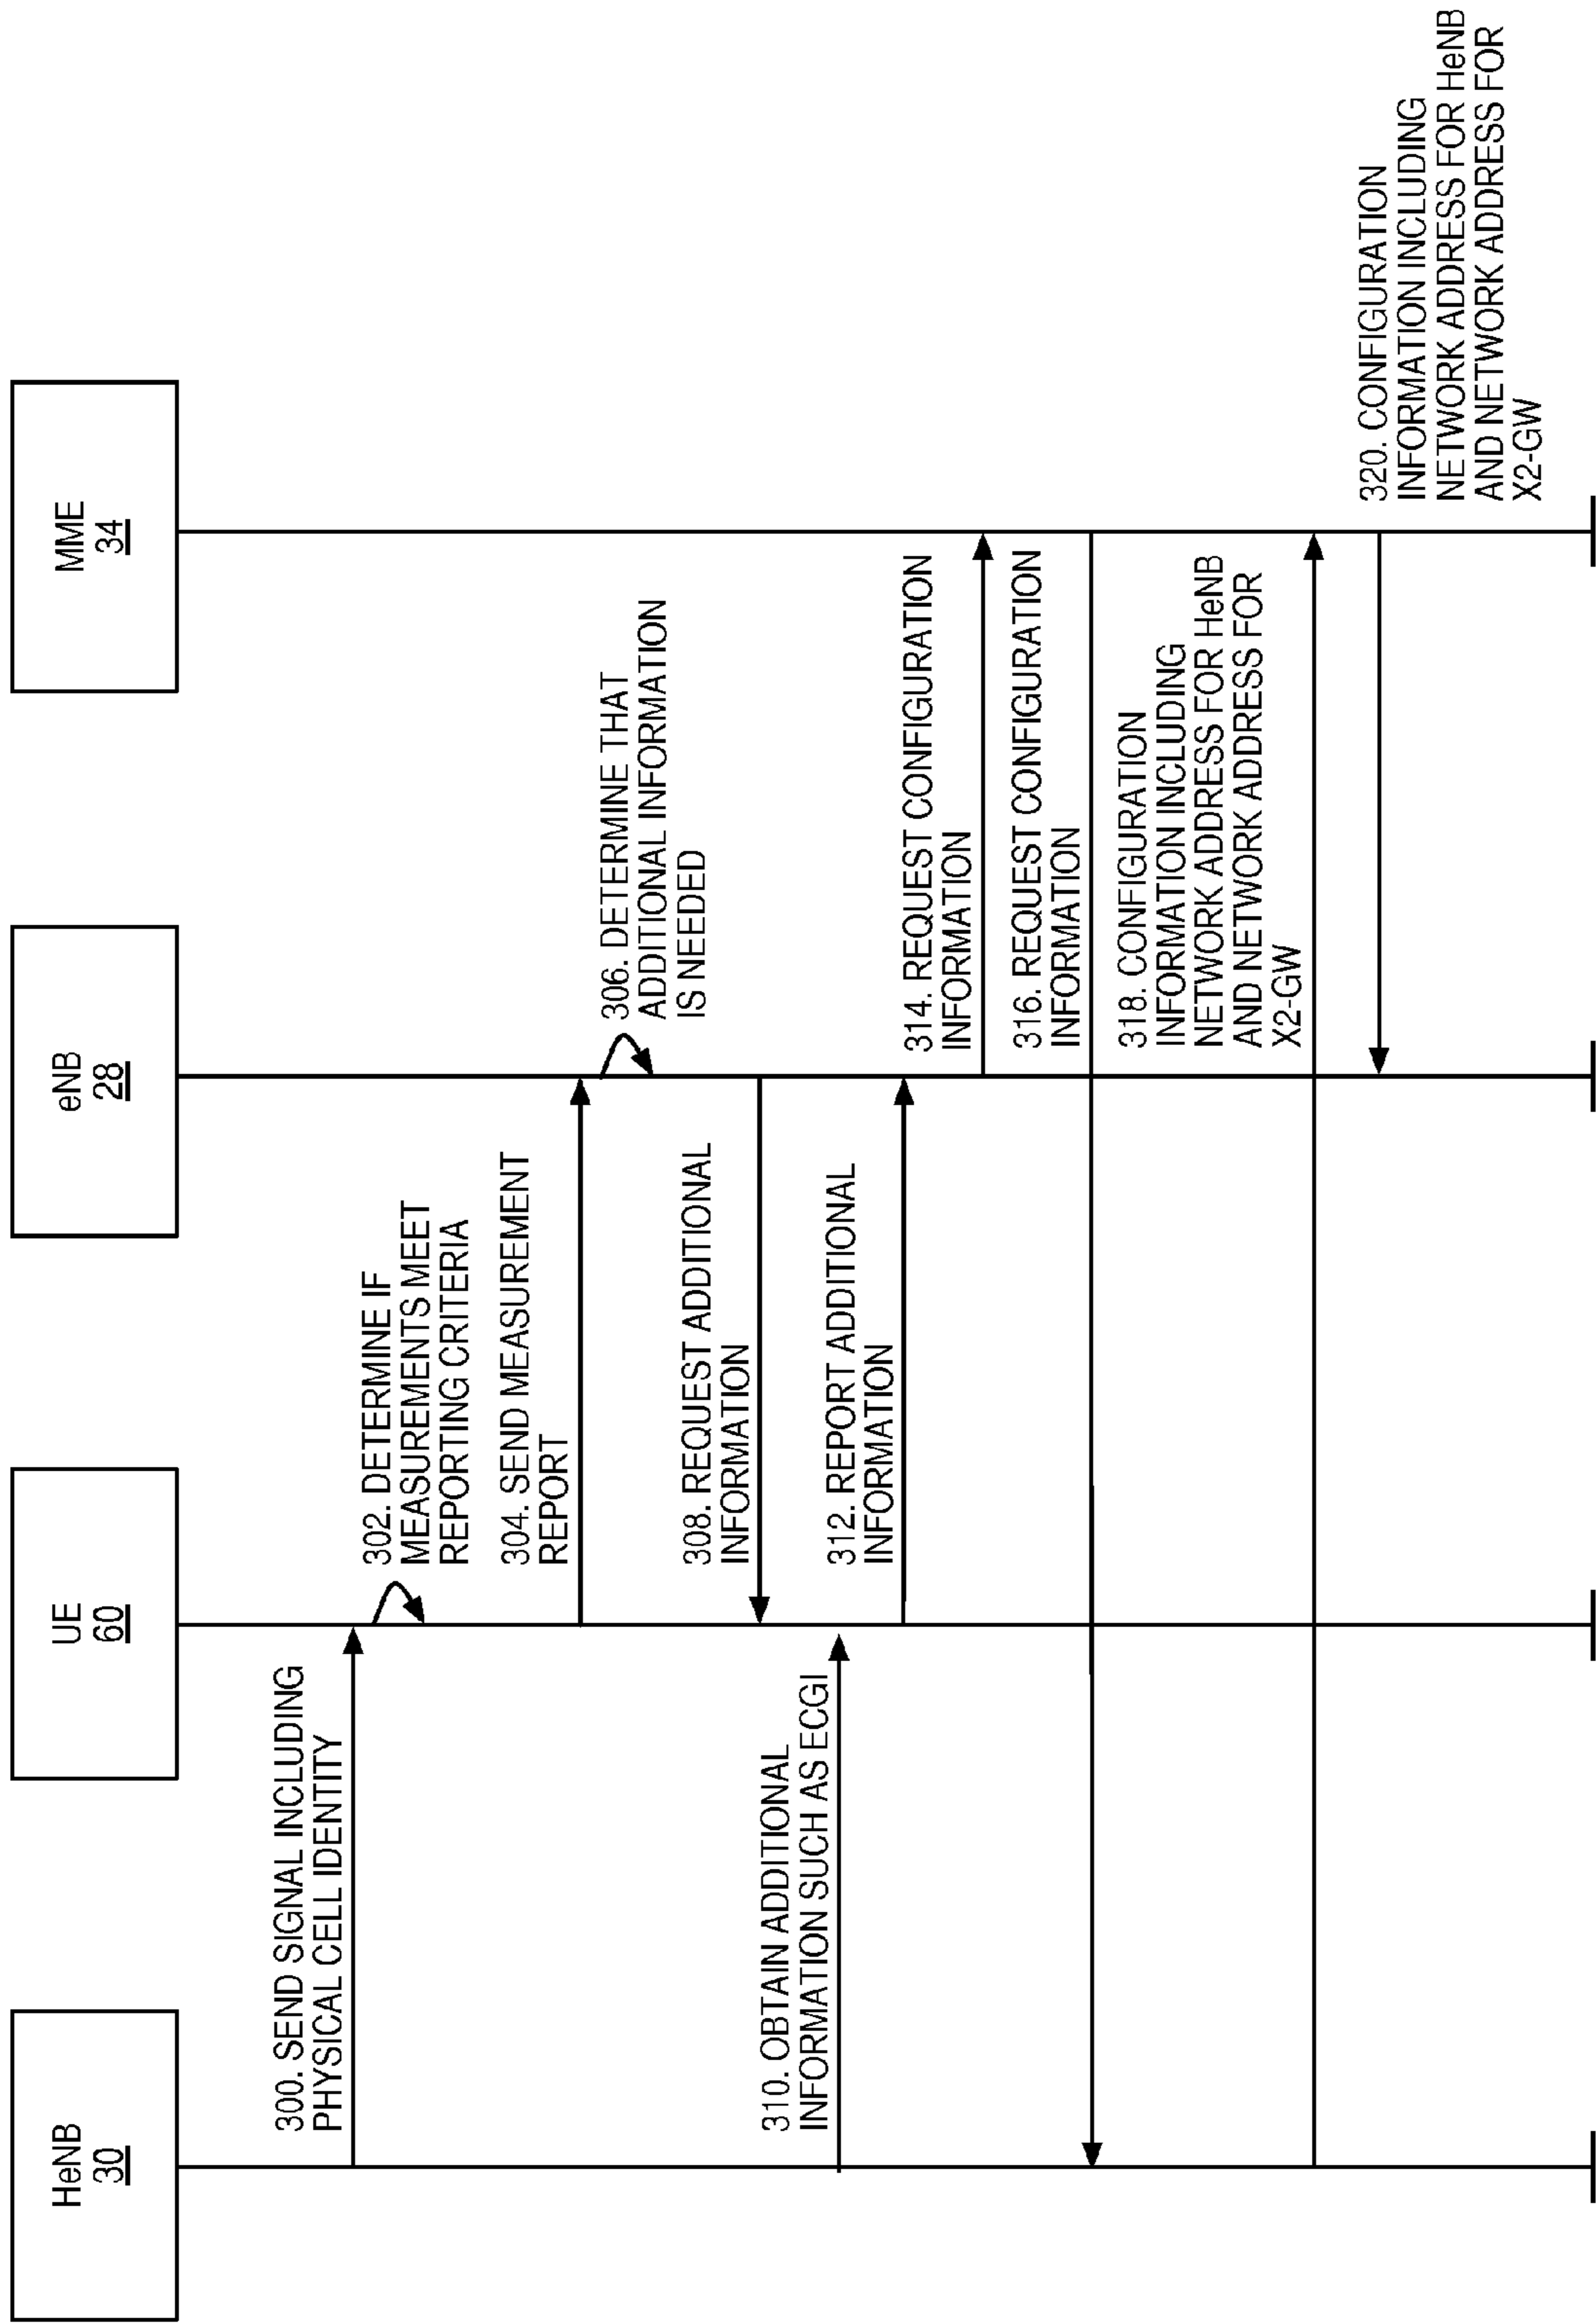 HeNB
30
UE
60
eNB
28
MME
34
300. SEND SIGNAL INCLUDING
PHYSICAL CELL IDENTITY
302. DETERMINE IF
MEASUREMENTS MEET
REPORTING CRITERIA
304. SEND MEASUREMENT
REPORT
306. DETERMINE THAT
ADDITIONAL INFORMATION
IS NEEDED
308. REQUEST ADDITIONAL
INFORMATION
310. OBTAIN ADDITIONAL
INFORMATION SUCH AS ECGI
312. REPORT ADDITIONAL
INFORMATION
314. REQUEST CONFIGURATION
INFORMATION
316. REQUEST CONFIGURATION
INFORMATION
318. CONFIGURATION
INFORMATION INCLUDING
NETWORK ADDRESS FOR HeNB
AND NETWORK ADDRESS FOR
X2-GW
320. CONFIGURATION
INFORMATION INCLUDING
NETWORK ADDRESS FOR HeNB
AND NETWORK ADDRESS FOR
X2-GW